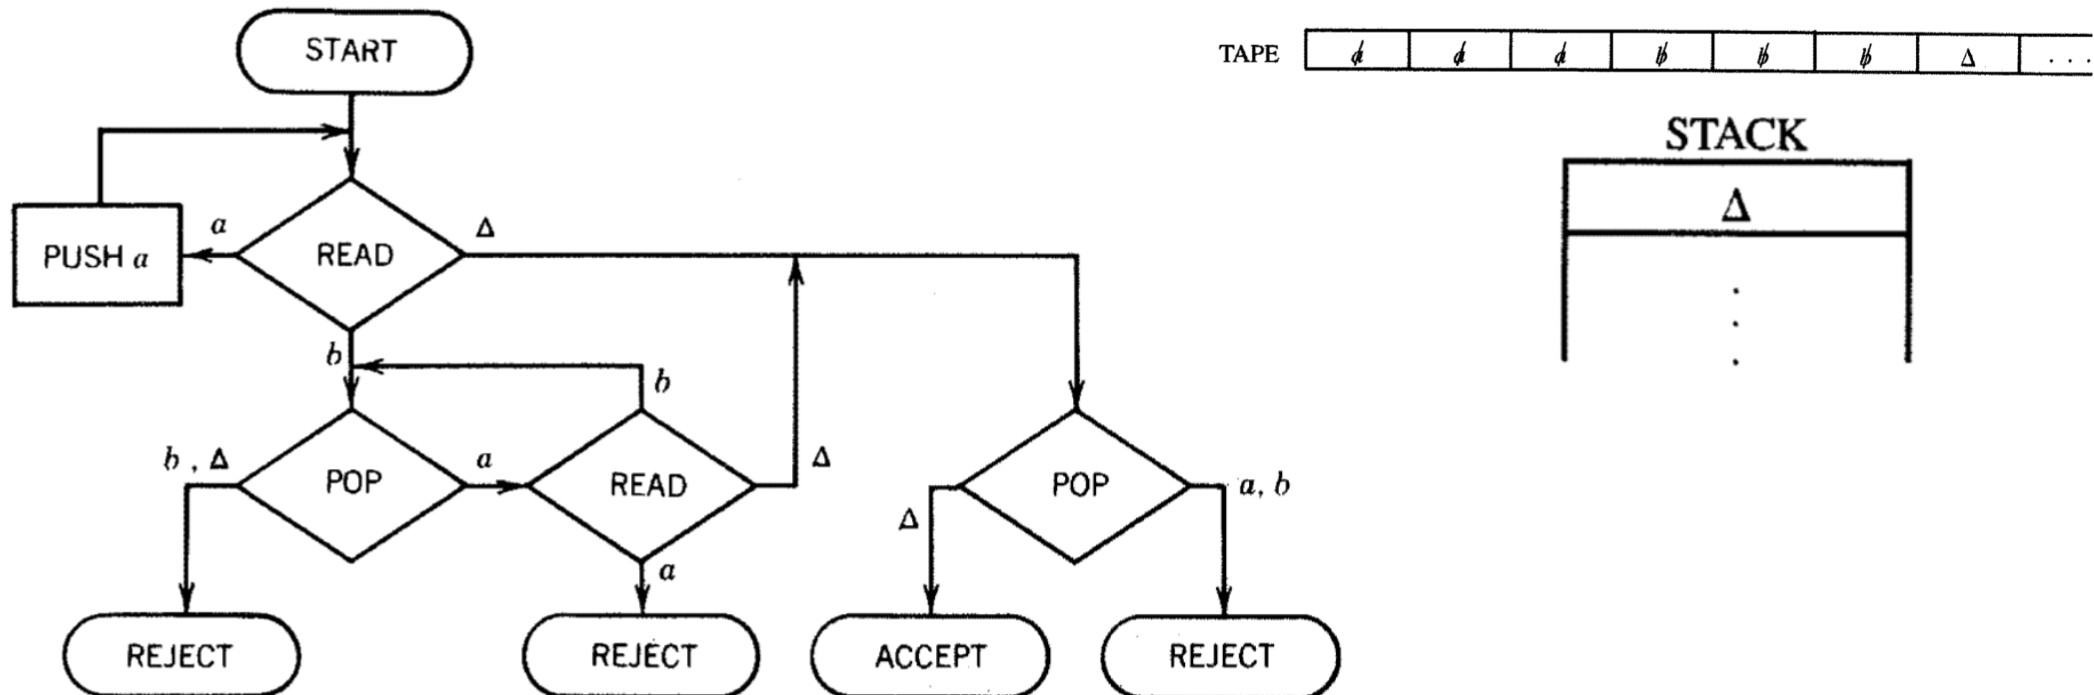 START
TAPE a a a b b b Δ . . .
STACK
Δ
a
Δ
PUSH a
READ
b
b
b , Δ
POP
a
READ
Δ
POP
a, b
Δ
a
REJECT
REJECT
ACCEPT
REJECT